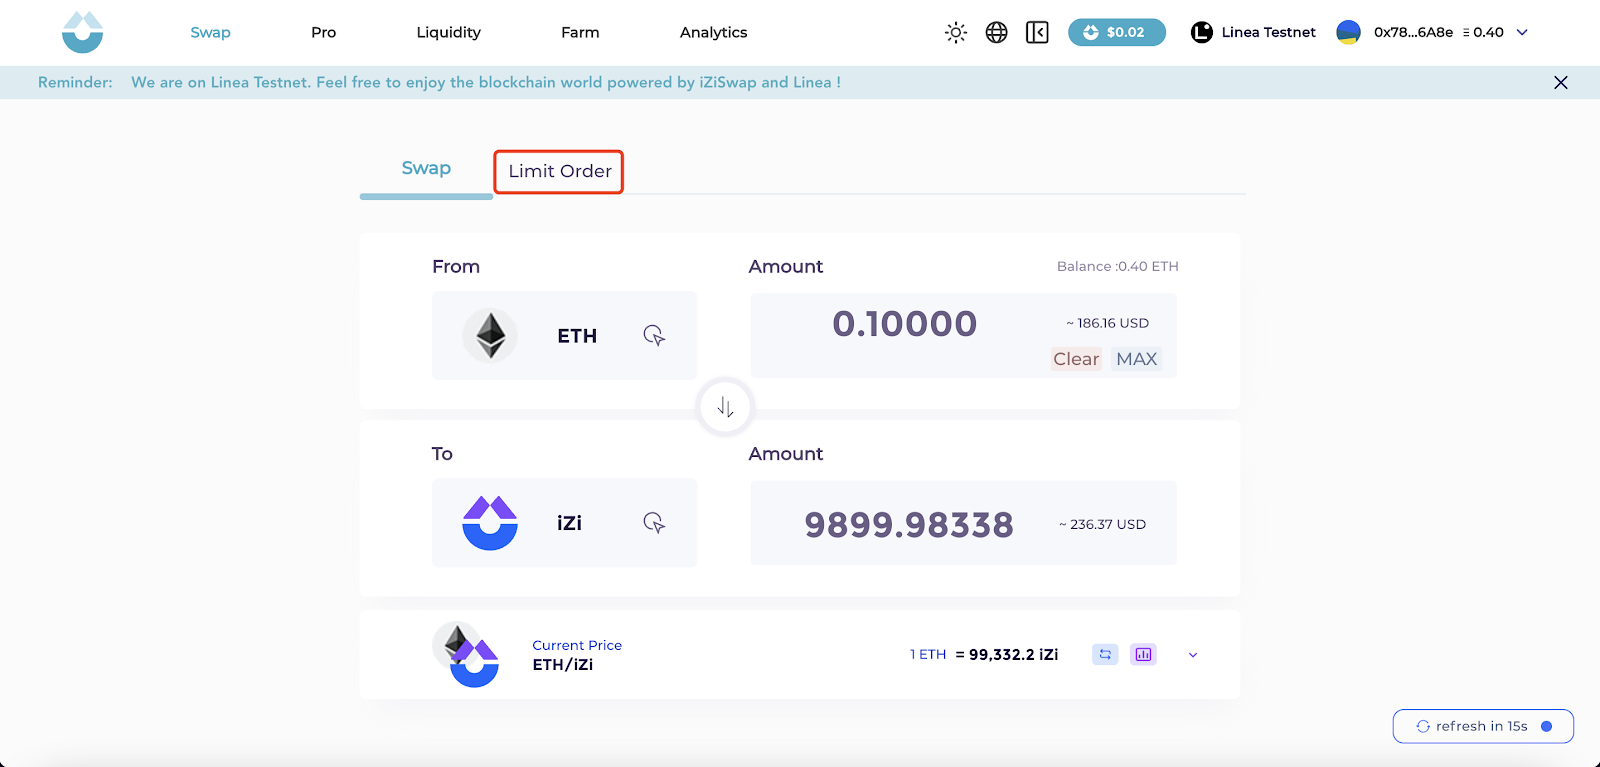 Swap Pro Liquidity Farm Analytics $0.02 Linea Testnet 0x78...6A8e Ξ 0.40
Reminder: We are on Linea Testnet. Feel free to enjoy the blockchain world powered by iZiSwap and Linea !
Swap Limit Order
From Amount Balance :0.40 ETH
ETH 0.10000 ~ 186.16 USD
Clear MAX
To Amount
iZi 9899.98338 ~ 236.37 USD
Current Price
ETH/iZi
1 ETH = 99,332.2 iZi
refresh in 15s